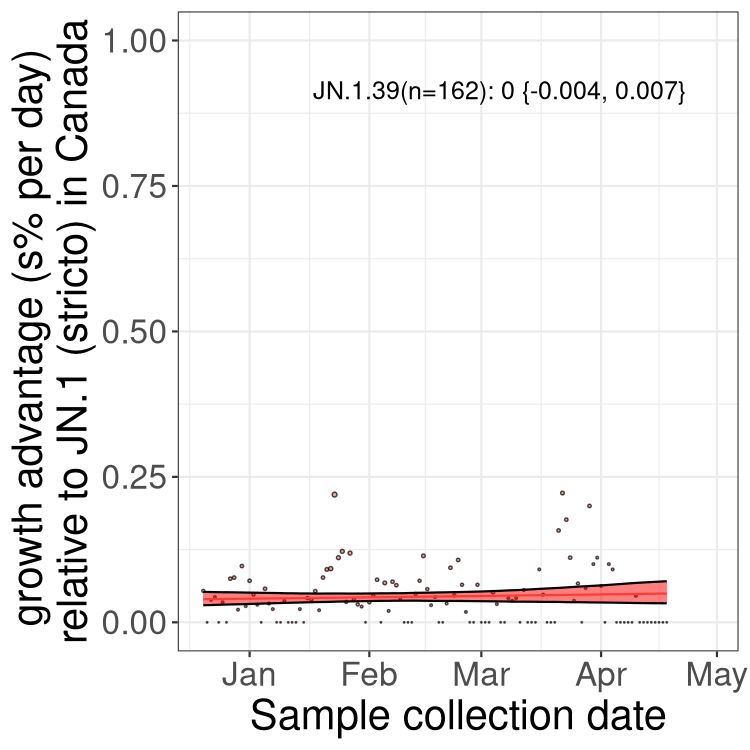 growth advantage (s% per day)
relative to JN.1 (stricto) in Canada
1.00
0.75
0.50
0.25
0.00
JN.1.39(n=162): 0 {-0.004, 0.007}
Jan Feb Mar Apr May
Sample collection date